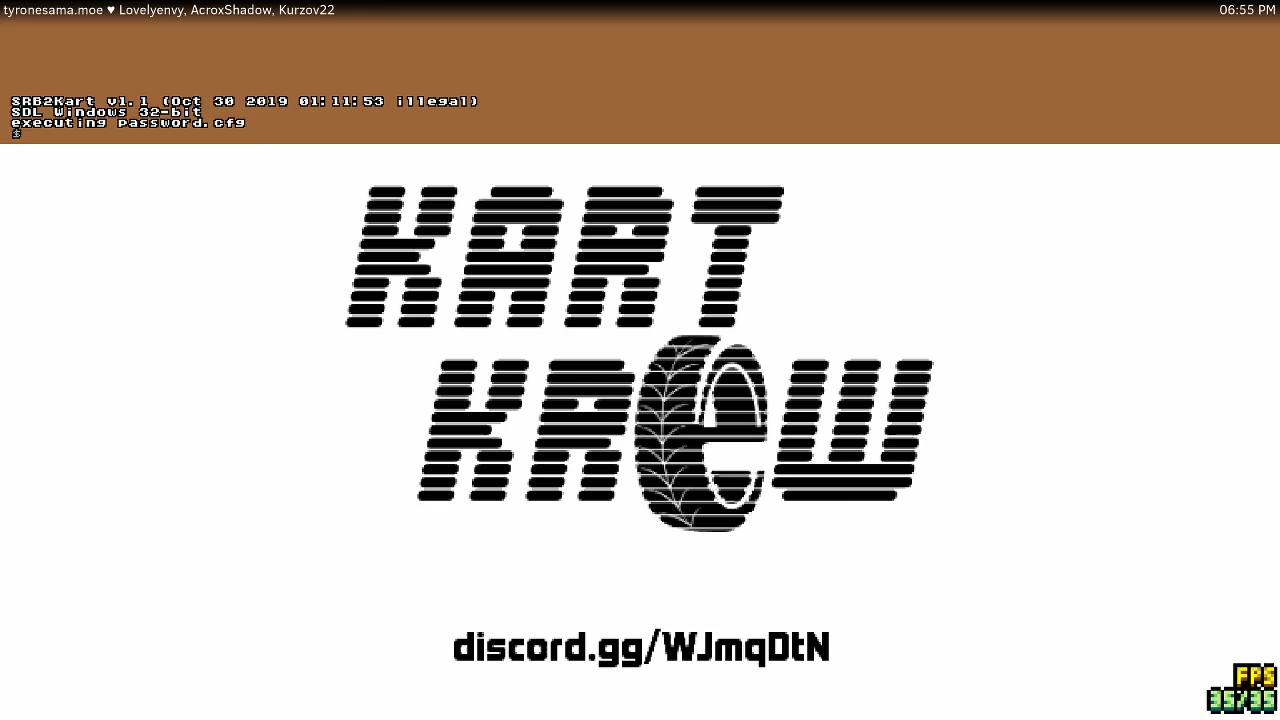 tyronesama.moe ♥ Lovelyenvy, AcroxShadow, Kurzov22
06:55 PM
SRB2Kart v1.1 (Oct 30 2019 01:11:53 illegal)
SDL Windows 32-bit
executing password.cfg
$
KART
KReW
discord.gg/WJmqDtN
FPS
35/35